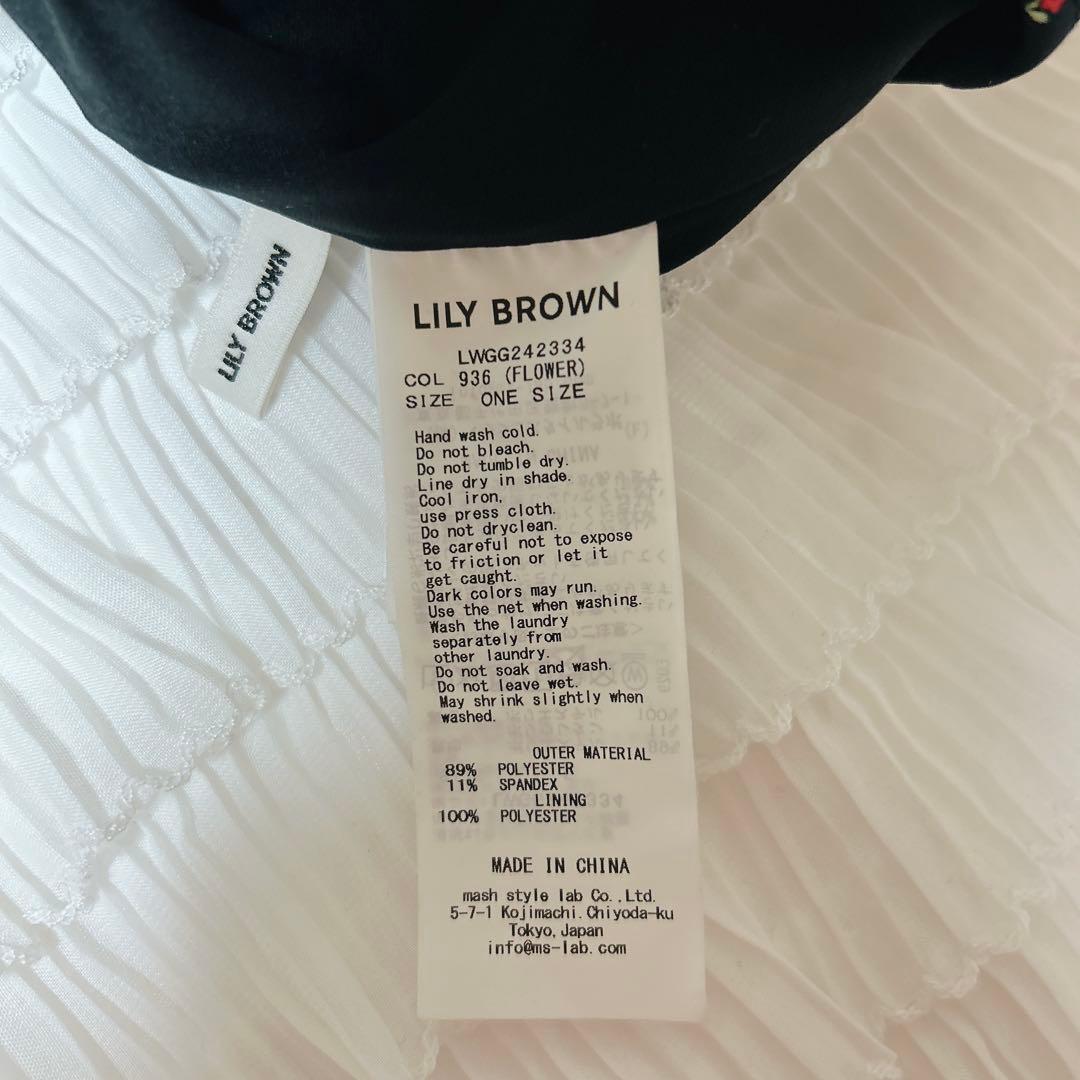 LILY BROWN
LILY BROWN
LWGG242334
COL 936 (FLOWER)
SIZE ONE SIZE
Hand wash cold.
Do not bleach.
Do not tumble dry.
Line dry in shade.
Cool iron,
use press cloth.
Do not dryclean.
Be careful not to expose
to friction or let it
get caught.
Dark colors may run.
Use the net when washing.
Wash the laundry
separately from
other laundry.
Do not soak and wash.
Do not leave wet.
May shrink slightly when
washed.
OUTER MATERIAL
89% POLYESTER
11% SPANDEX
LINING
100% POLYESTER
MADE IN CHINA
mash style lab Co.,Ltd.
5-7-1 Kojimachi.Chiyoda-ku
Tokyo,Japan
info@ms-lab.com